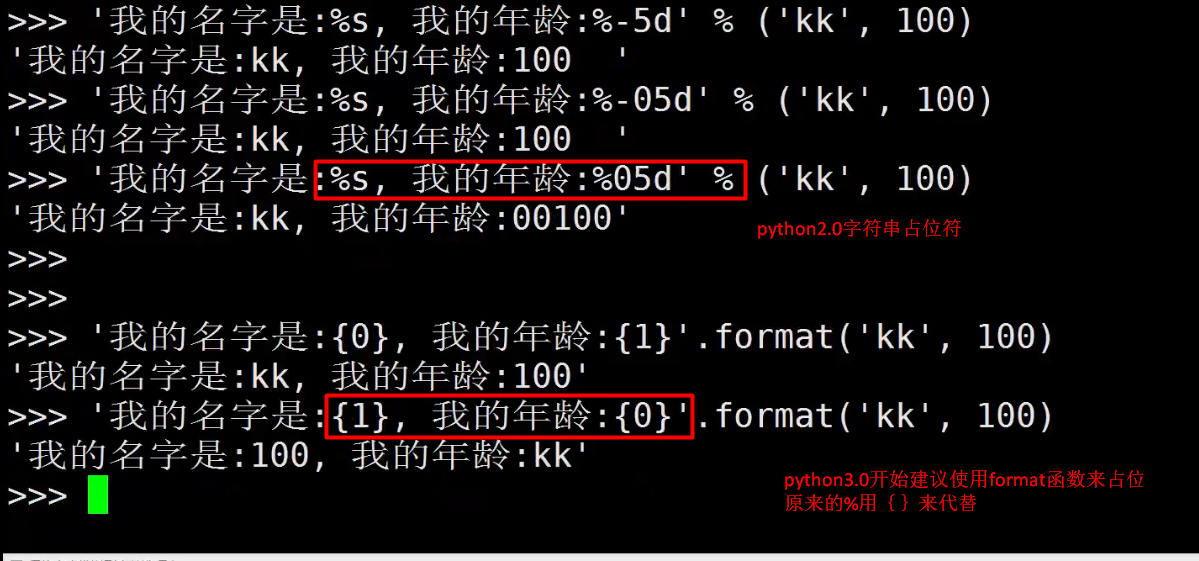 >>> '我的名字是:%s, 我的年龄:%-5d' % ('kk', 100)
'我的名字是:kk, 我的年龄:100  '
>>> '我的名字是:%s, 我的年龄:%-05d' % ('kk', 100)
'我的名字是:kk, 我的年龄:100  '
>>> '我的名字是:%s, 我的年龄:%05d' % ('kk', 100)
'我的名字是:kk, 我的年龄:00100'
python2.0字符串占位符
>>>
>>>
>>> '我的名字是:{0}, 我的年龄:{1}'.format('kk', 100)
'我的名字是:kk, 我的年龄:100'
>>> '我的名字是:{1}, 我的年龄:{0}'.format('kk', 100)
'我的名字是:100, 我的年龄:kk'
>>>
python3.0开始建议使用format函数来占位
原来的%用｛｝来代替